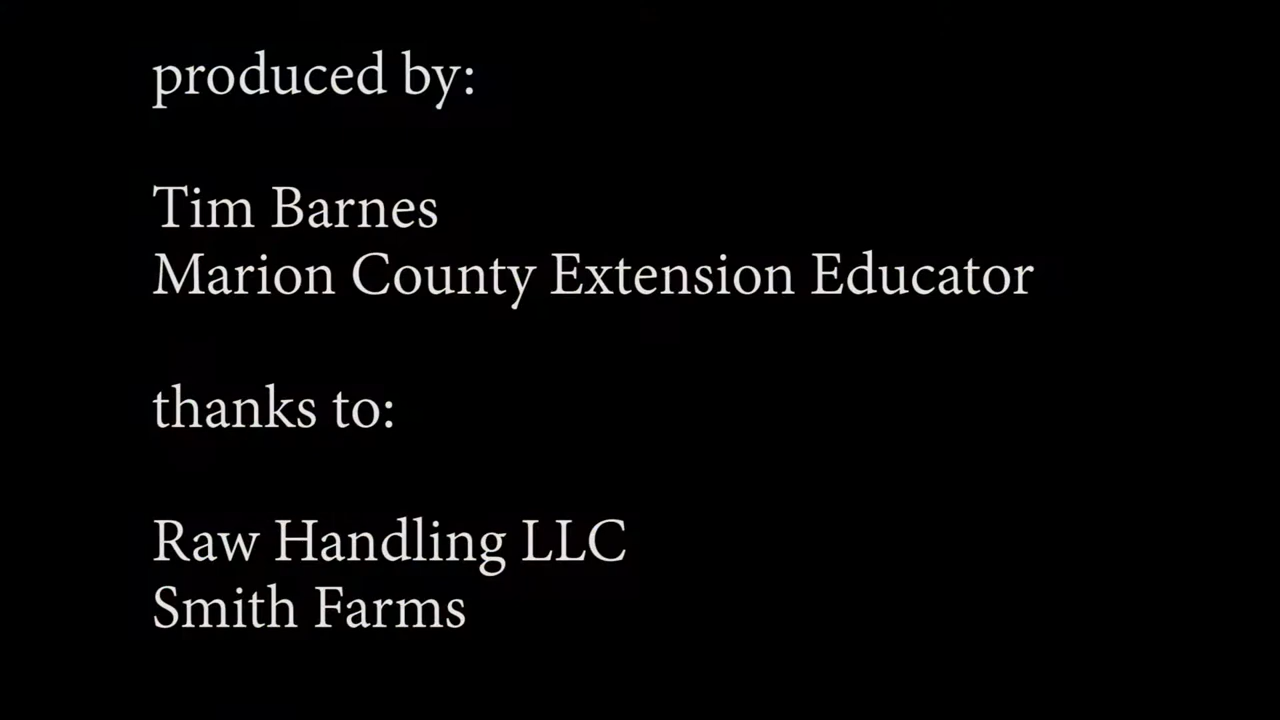 produced by:
Tim Barnes
Marion County Extension Educator
thanks to:
Raw Handling LLC
Smith Farms